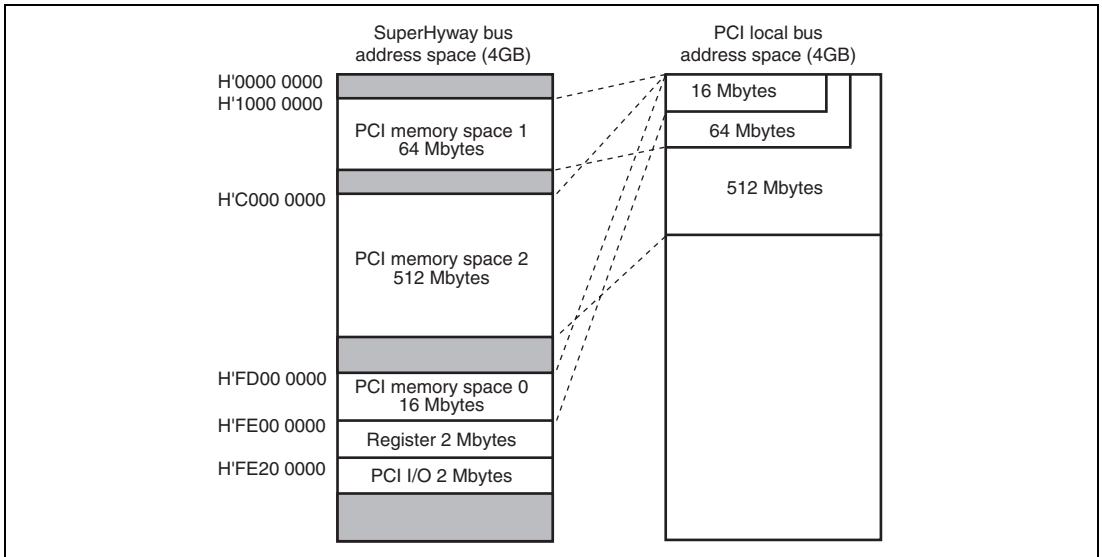 SuperHyway bus
address space (4GB)
H'0000 0000
H'1000 0000
PCI memory space 1
64 Mbytes
H'C000 0000
PCI memory space 2
512 Mbytes
H'FD00 0000
PCI memory space 0
16 Mbytes
H'FE00 0000
Register 2 Mbytes
H'FE20 0000
PCI I/O 2 Mbytes
PCI local bus
address space (4GB)
16 Mbytes
64 Mbytes
512 Mbytes